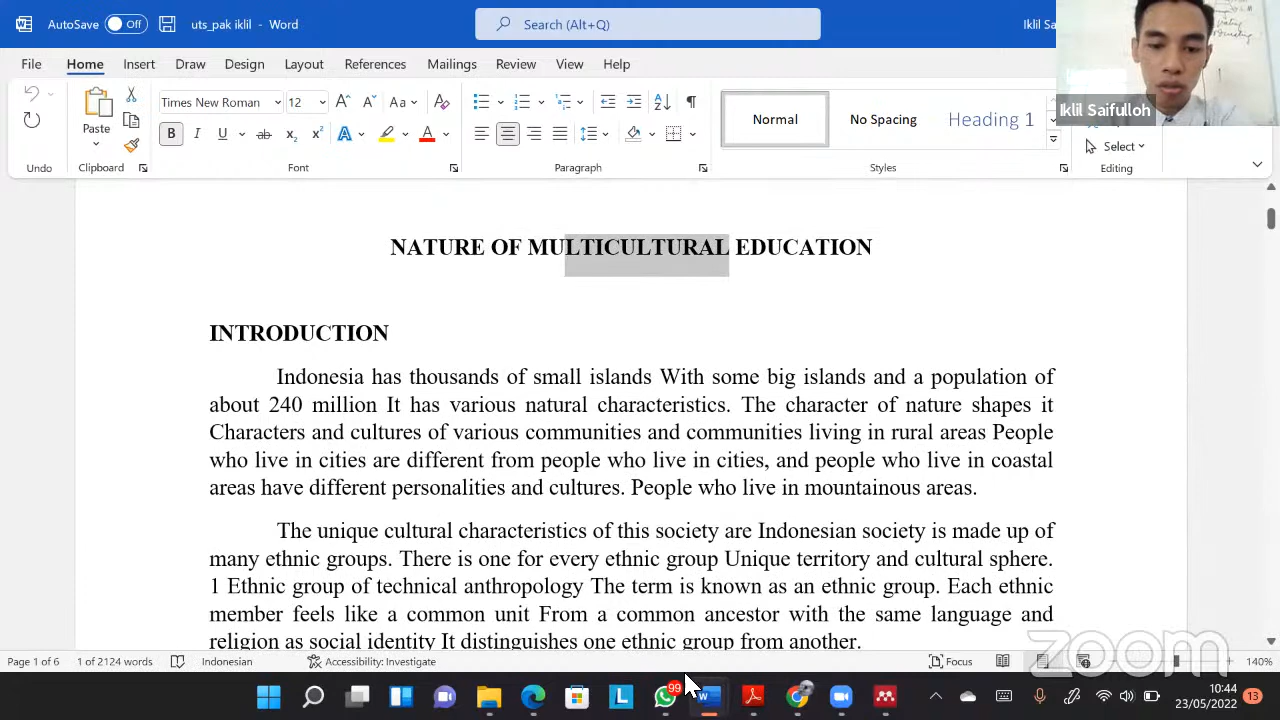 AutoSave Off uts_pak iklil - Word Search (Alt+Q) Iklil Sa
File Home Insert Draw Design Layout References Mailings Review View Help
Iklil Saifulloh
Times New Roman 12 Aa
Paste
B I U ab x₂ x² A A
Normal No Spacing Heading 1
Select
Undo Clipboard Font Paragraph Styles Editing
NATURE OF MULTICULTURAL EDUCATION
INTRODUCTION
Indonesia has thousands of small islands With some big islands and a population of
about 240 million It has various natural characteristics. The character of nature shapes it
Characters and cultures of various communities and communities living in rural areas People
who live in cities are different from people who live in cities, and people who live in coastal
areas have different personalities and cultures. People who live in mountainous areas.
The unique cultural characteristics of this society are Indonesian society is made up of
many ethnic groups. There is one for every ethnic group Unique territory and cultural sphere.
1 Ethnic group of technical anthropology The term is known as an ethnic group. Each ethnic
member feels like a common unit From a common ancestor with the same language and
religion as social identity It distinguishes one ethnic group from another.
zoom
Page 1 of 6 1 of 2124 words Indonesian Accessibility: Investigate Focus 140%
99
10:44
23/05/2022 13